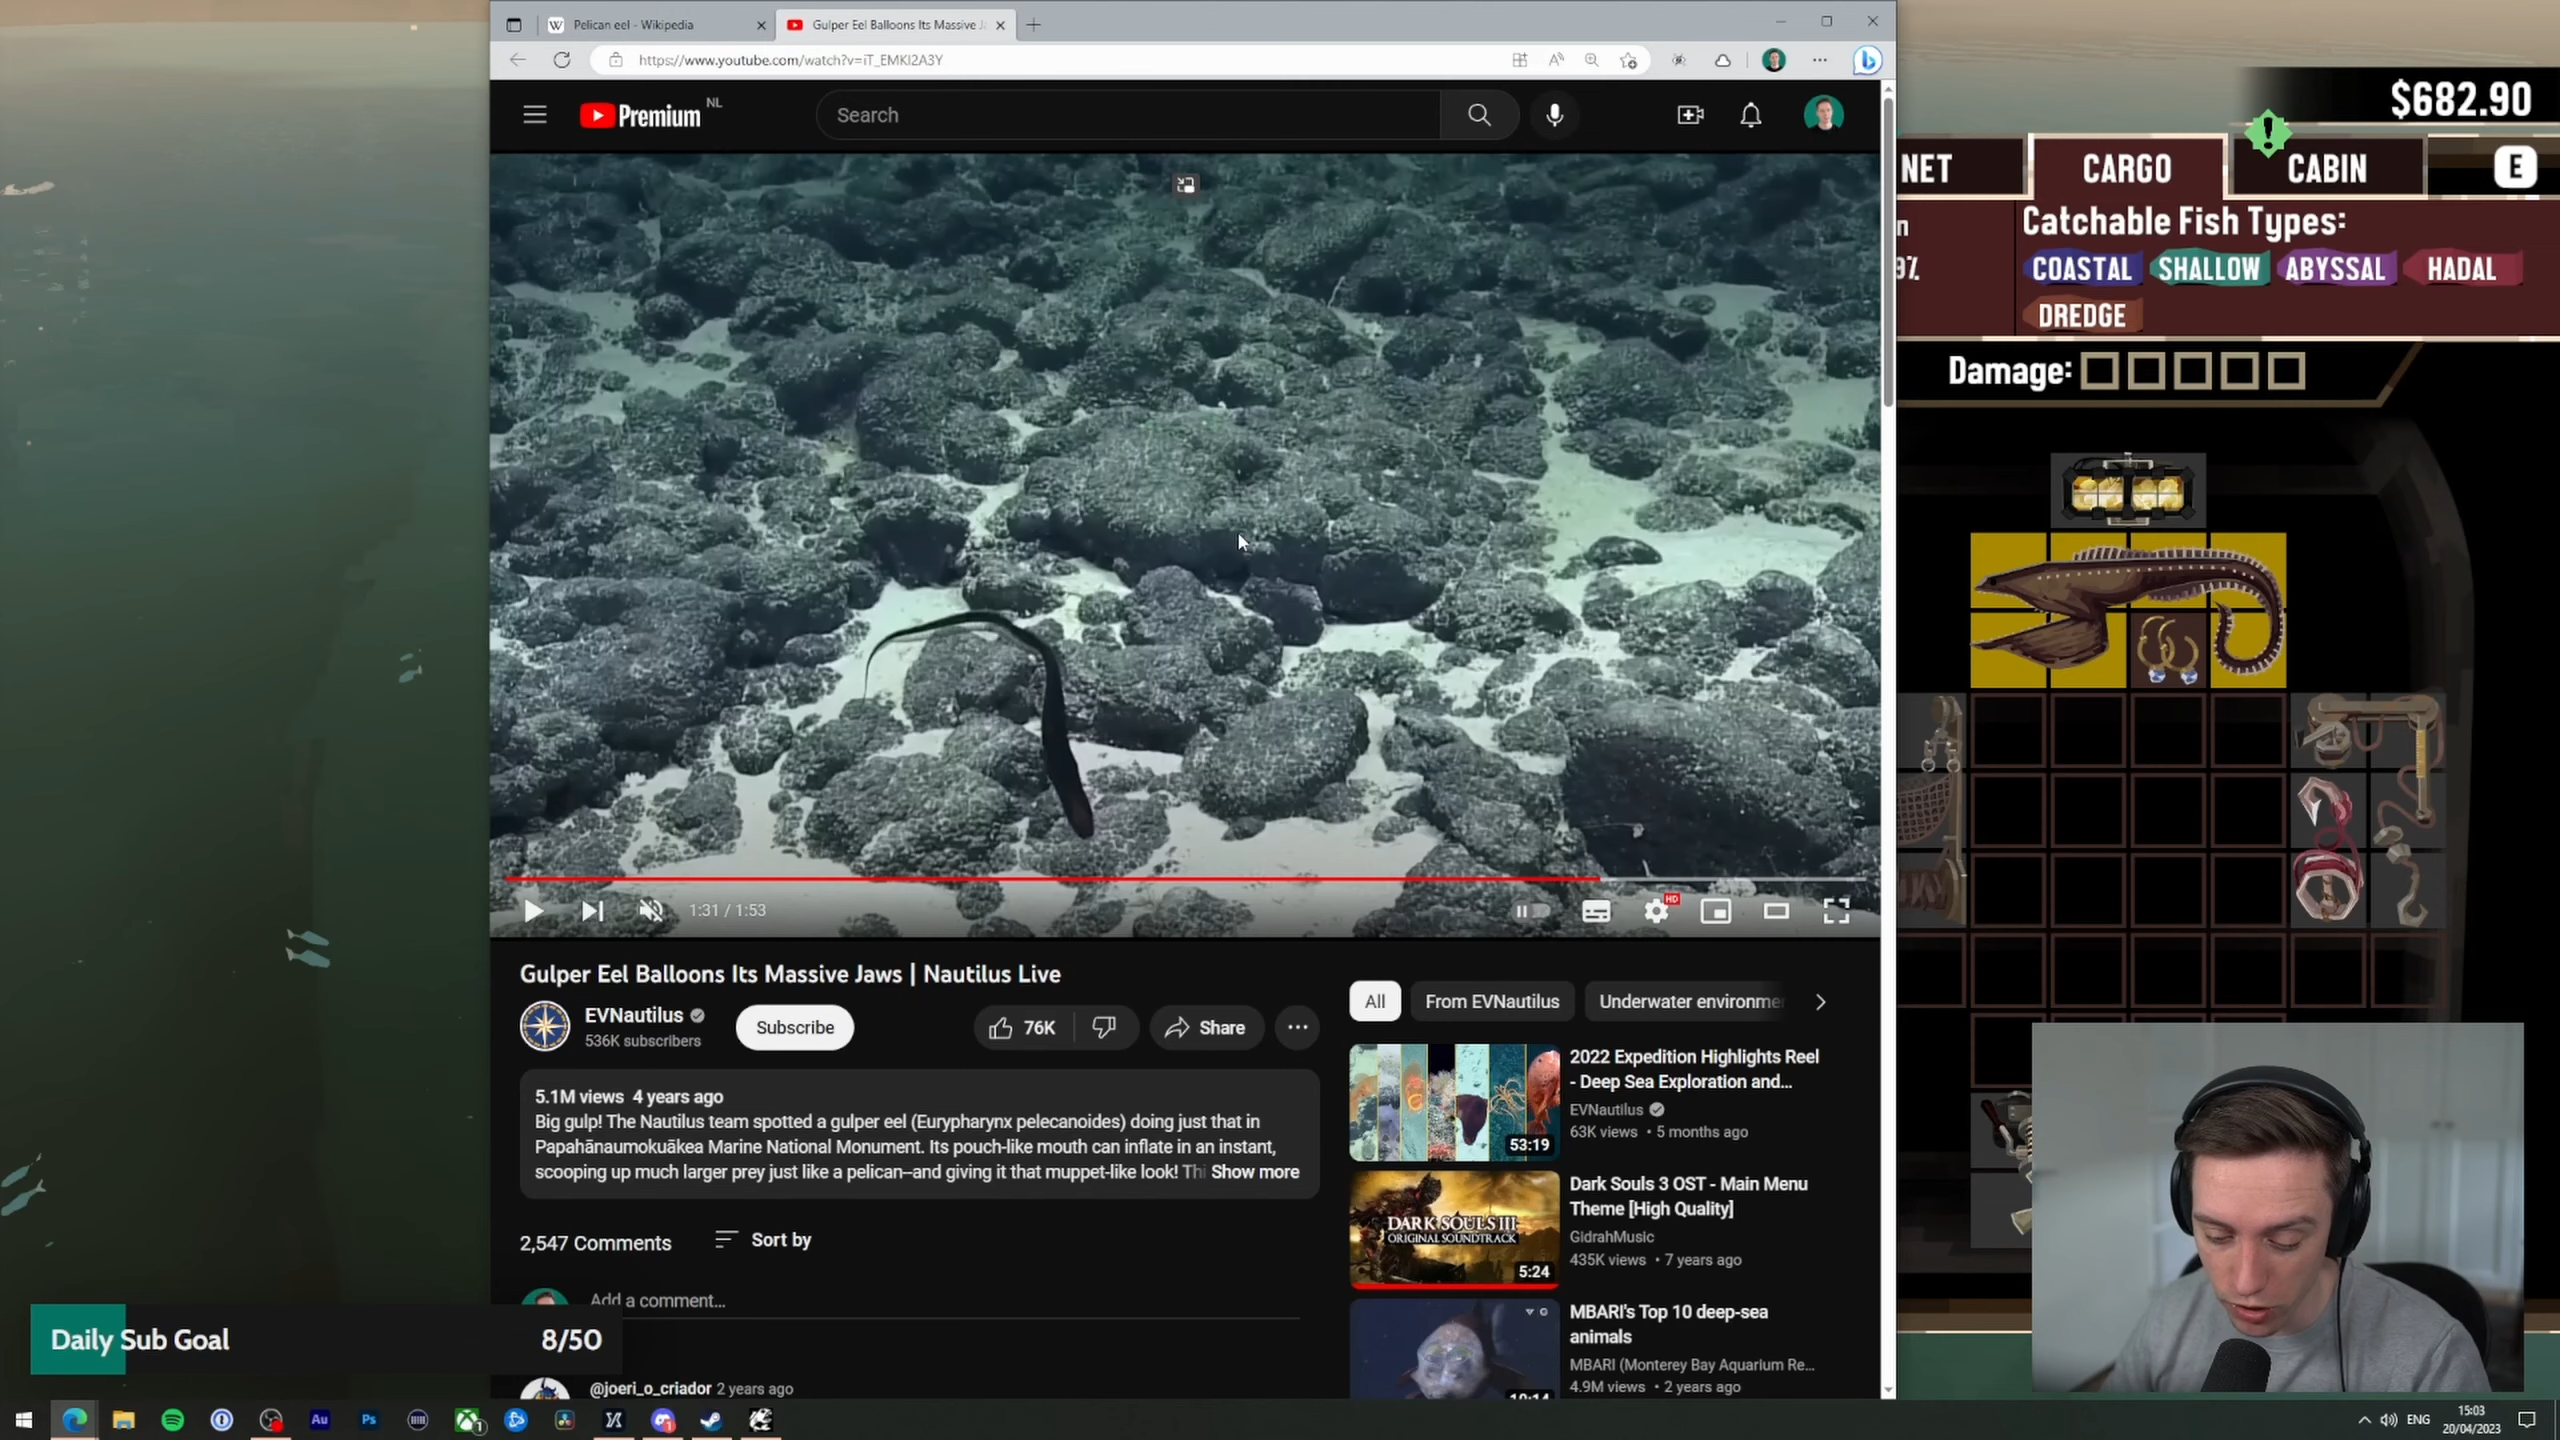 Pelican eel - Wikipedia
Gulper Eel Balloons Its Massive J
https://www.youtube.com/watch?v=iT_EMKI2A3Y
Premium NL
Search
1:31 / 1:53
HD
Gulper Eel Balloons Its Massive Jaws | Nautilus Live
EVNautilus
536K subscribers
Subscribe
76K
Share
5.1M views 4 years ago
Big gulp! The Nautilus team spotted a gulper eel (Eurypharynx pelecanoides) doing just that in
Papahānaumokuākea Marine National Monument. Its pouch-like mouth can inflate in an instant,
scooping up much larger prey just like a pelican–and giving it that muppet-like look! Thi Show more
2,547 Comments
Sort by
Add a comment...
@joeri_o_criador 2 years ago
All
From EVNautilus
Underwater environme
2022 Expedition Highlights Reel
- Deep Sea Exploration and...
EVNautilus
63K views • 5 months ago
53:19
Dark Souls 3 OST - Main Menu
Theme [High Quality]
GidrahMusic
435K views • 7 years ago
DARK SOULS III
ORIGINAL SOUNDTRACK
5:24
MBARI's Top 10 deep-sea
animals
MBARI (Monterey Bay Aquarium Re...
4.9M views • 2 years ago
10:14
$682.90
NET
CARGO
CABIN
E
n
9%
Catchable Fish Types:
COASTAL SHALLOW ABYSSAL HADAL
DREDGE
Damage:
Daily Sub Goal 8/50
Au
Ps
1
1
ENG
15:03
20/04/2023